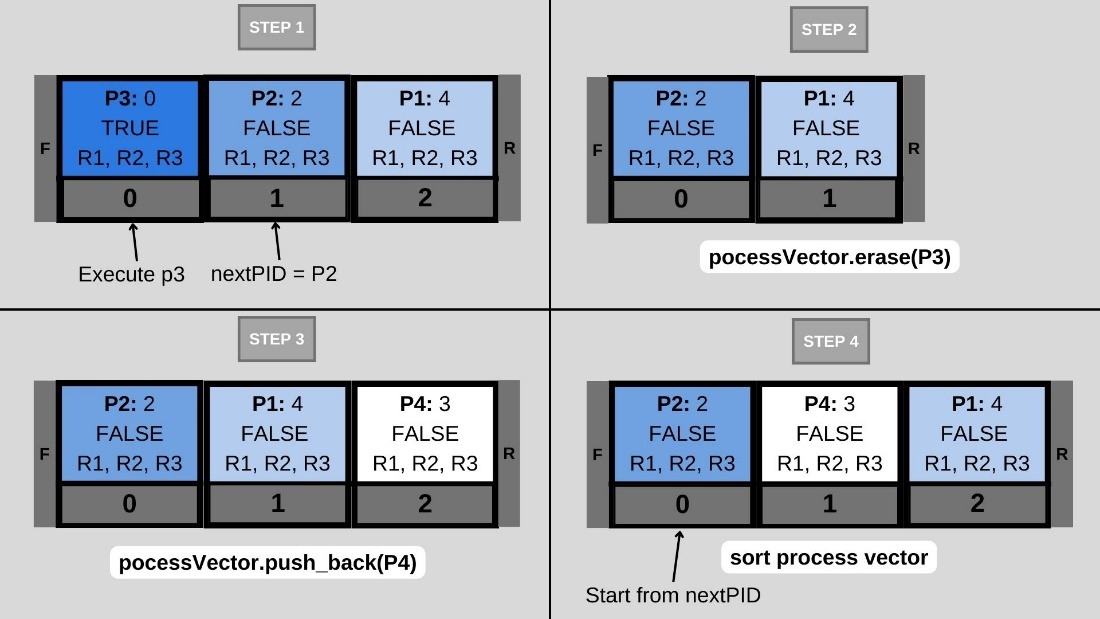 STEP 1
P3: 0
TRUE
R1, R2, R3
0
P2: 2
FALSE
R1, R2, R3
1
P1: 4
FALSE
R1, R2, R3
2
F
R
Execute p3
nextPID = P2
STEP 2
P2: 2
FALSE
R1, R2, R3
0
P1: 4
FALSE
R1, R2, R3
1
F
R
pocessVector.erase(P3)
STEP 3
P2: 2
FALSE
R1, R2, R3
0
P1: 4
FALSE
R1, R2, R3
1
P4: 3
FALSE
R1, R2, R3
2
F
R
pocessVector.push_back(P4)
STEP 4
P2: 2
FALSE
R1, R2, R3
0
P4: 3
FALSE
R1, R2, R3
1
P1: 4
FALSE
R1, R2, R3
2
F
R
sort process vector
Start from nextPID